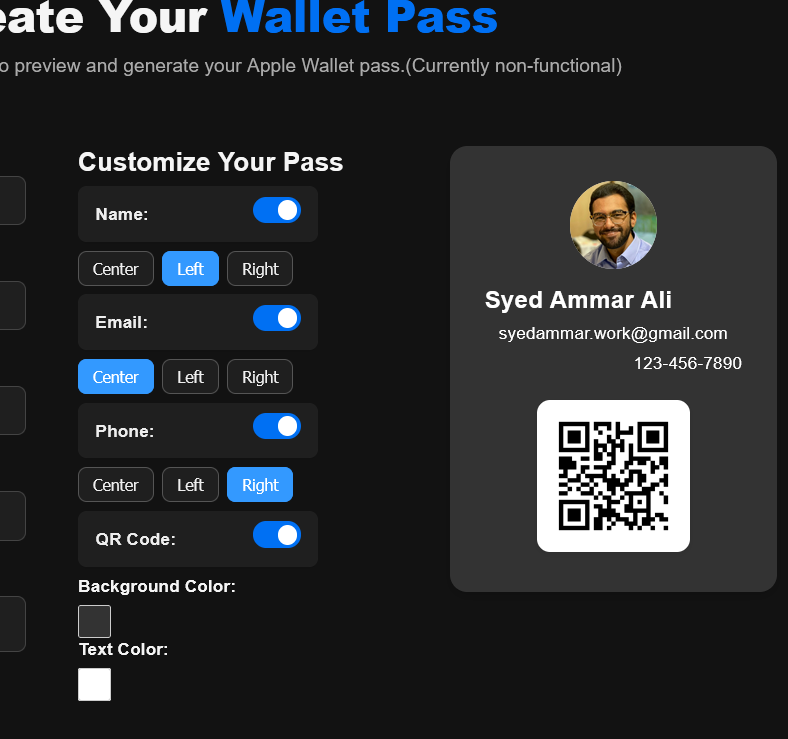 eate Your Wallet Pass
o preview and generate your Apple Wallet pass.(Currently non-functional)
Customize Your Pass
Name:
Center Left Right
Email:
Center Left Right
Phone:
Center Left Right
QR Code:
Background Color:
Text Color:
Syed Ammar Ali
syedammar.work@gmail.com
123-456-7890